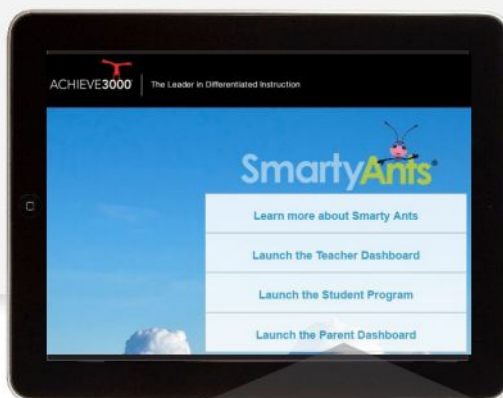 ACHIEVE3000
The Leader in Differentiated Instruction
SmartyAnts®
Learn more about Smarty Ants
Launch the Teacher Dashboard
Launch the Student Program
Launch the Parent Dashboard